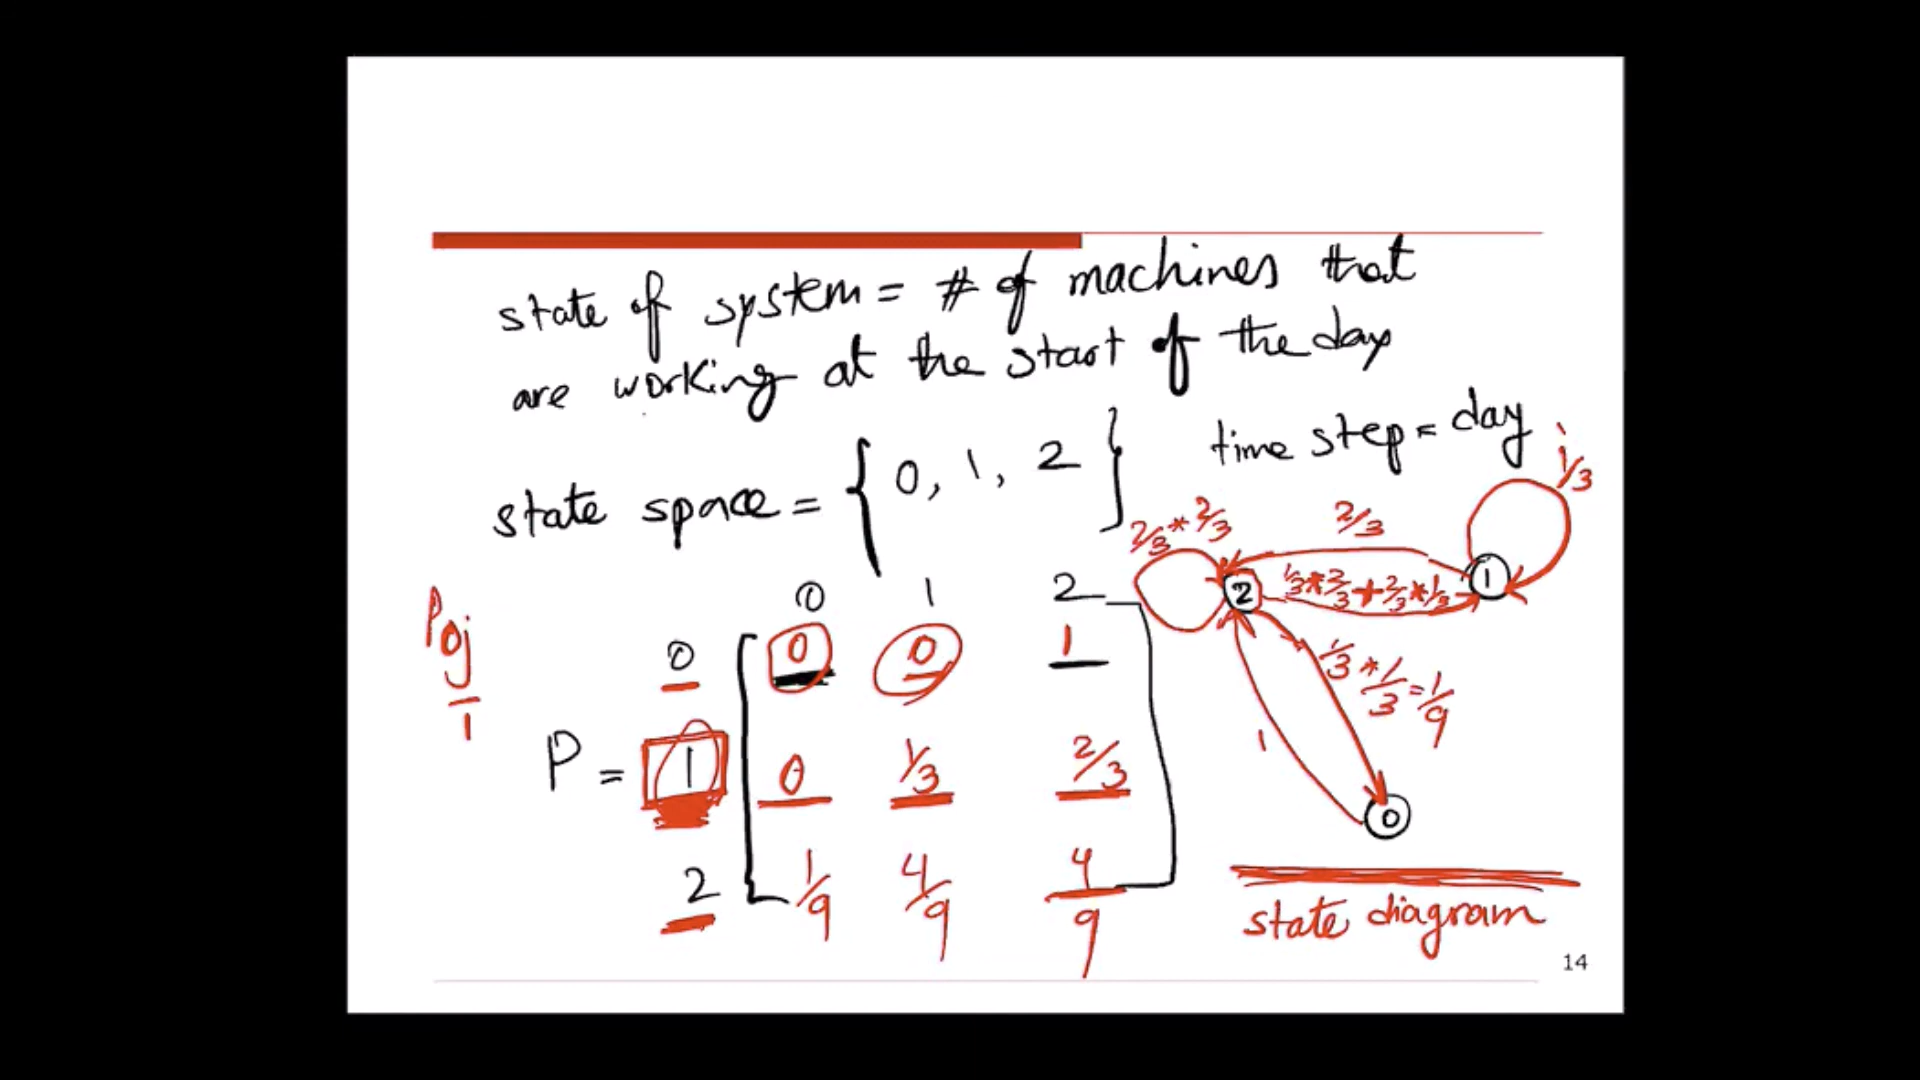 state of system = # of machines that
are working at the start of the day
time step = day
state space = { 0, 1, 2 }
1/3
2/3 * 2/3
2/3
2
1/3 * 2/3 + 2/3 * 1/3
1
0 1 2
P0j
1
0 0 0 1
1/3 * 1/3 = 1/9
1
P = 1 0 1/3 2/3
0
2 1/9 4/9 4/9
state diagram
14